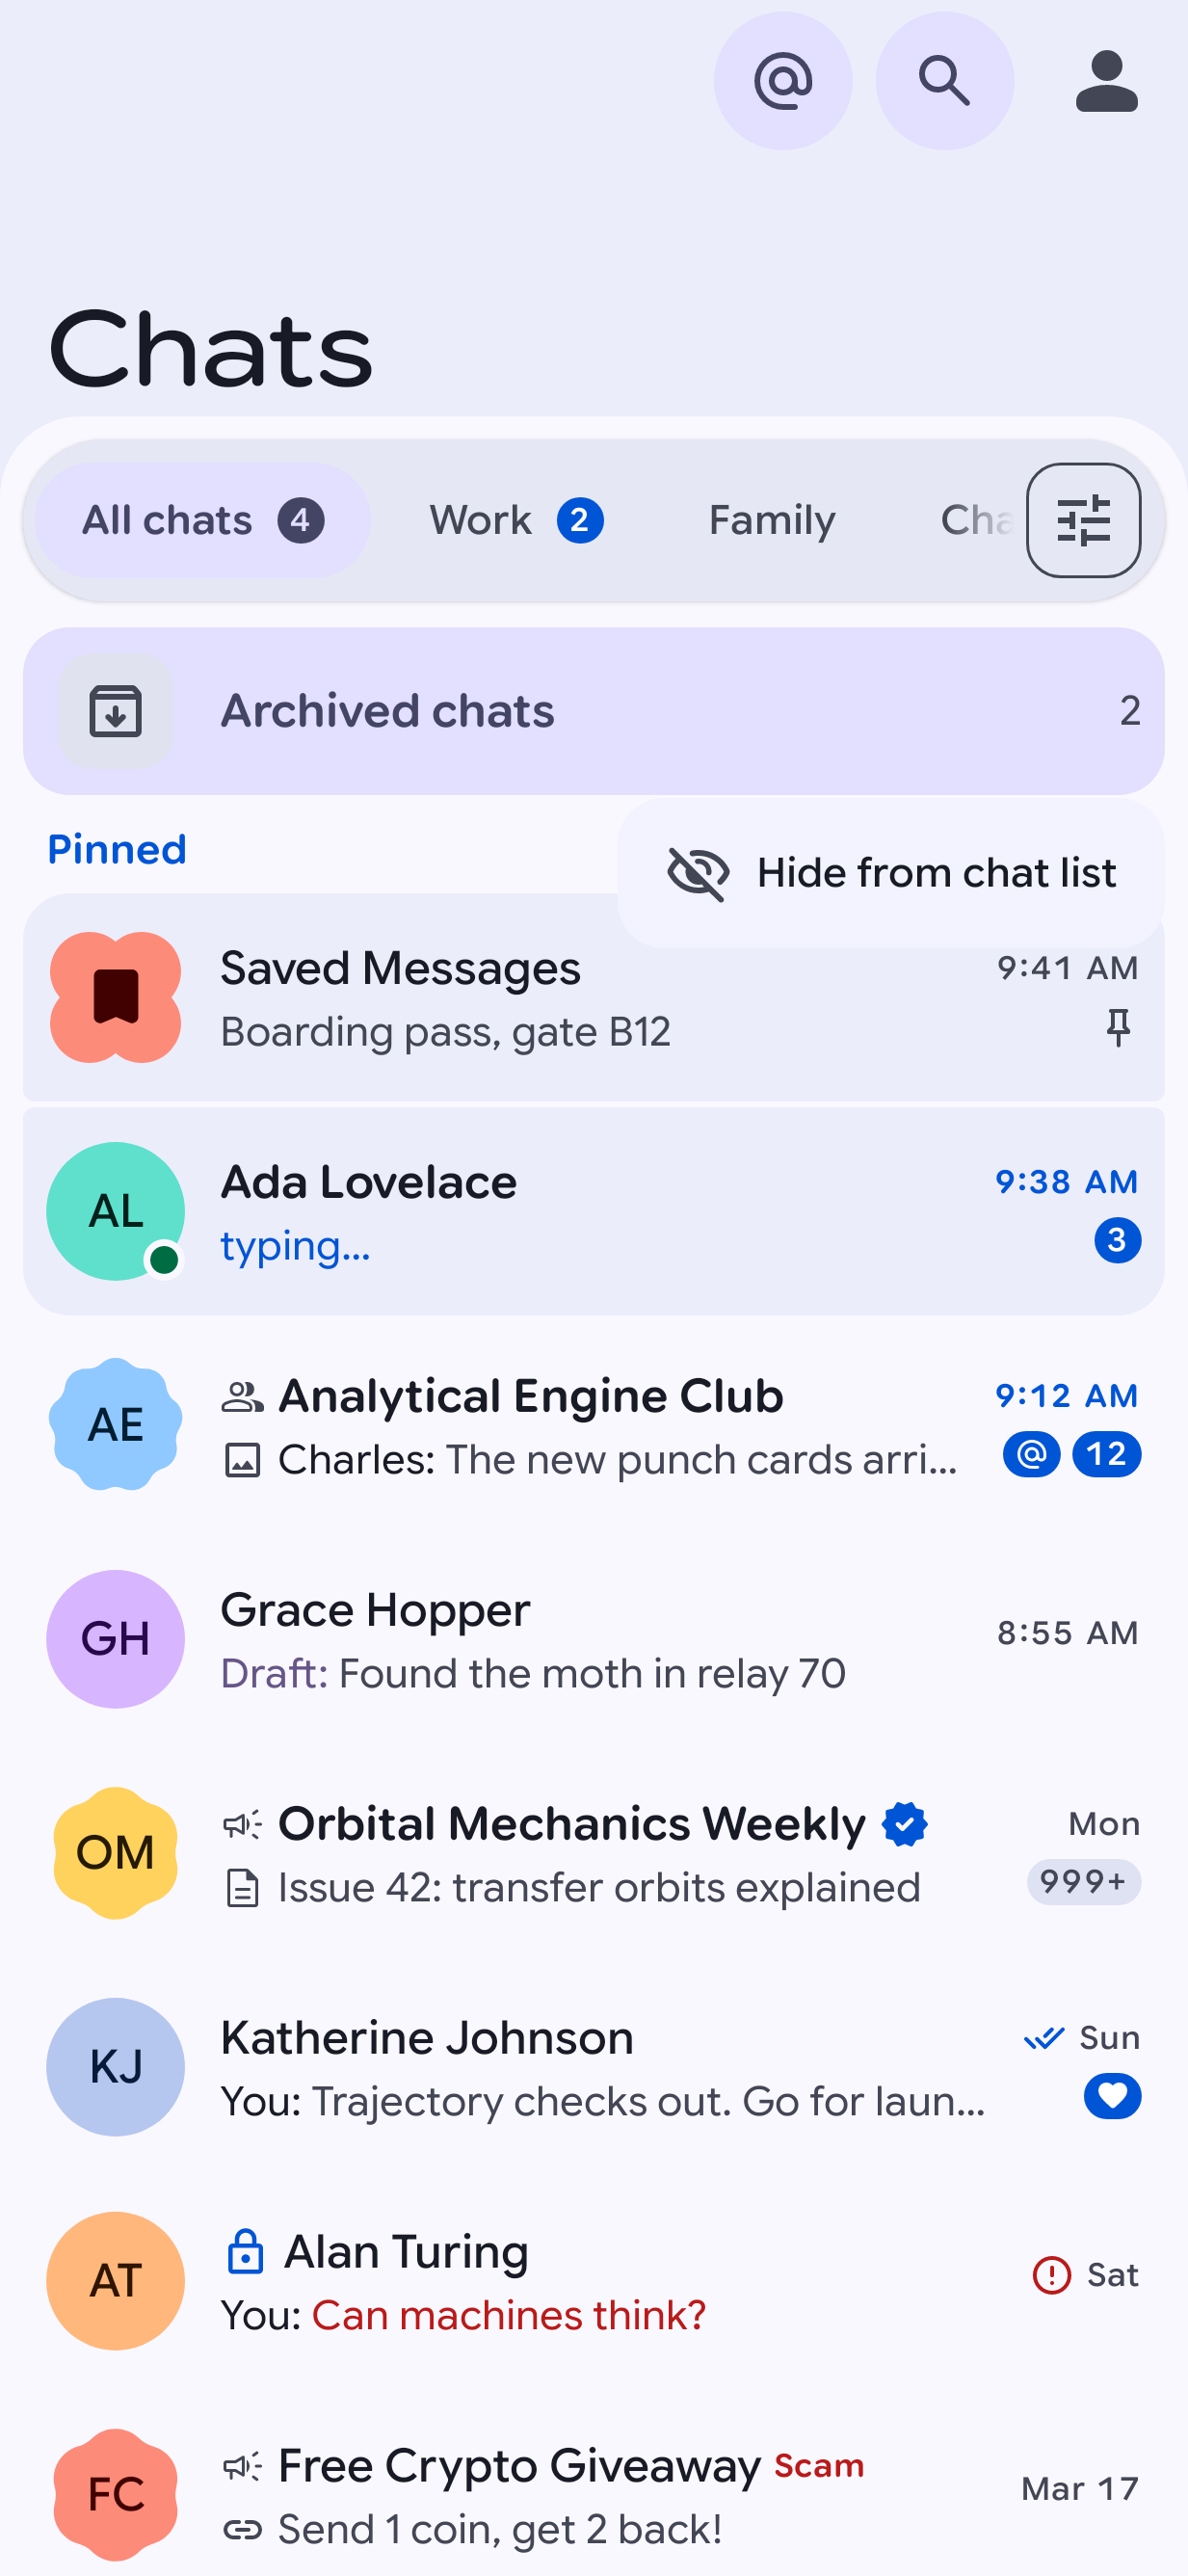 Chats
All chats 4 Work 2 Family Cha
Archived chats 2
Pinned
Hide from chat list
Saved Messages 9:41 AM
Boarding pass, gate B12
AL Ada Lovelace 9:38 AM
typing... 3
AE Analytical Engine Club 9:12 AM
Charles: The new punch cards arri... @ 12
GH Grace Hopper 8:55 AM
Draft: Found the moth in relay 70
OM Orbital Mechanics Weekly Mon
Issue 42: transfer orbits explained 999+
KJ Katherine Johnson Sun
You: Trajectory checks out. Go for laun...
AT Alan Turing Sat
You: Can machines think?
FC Free Crypto Giveaway Scam Mar 17
Send 1 coin, get 2 back!